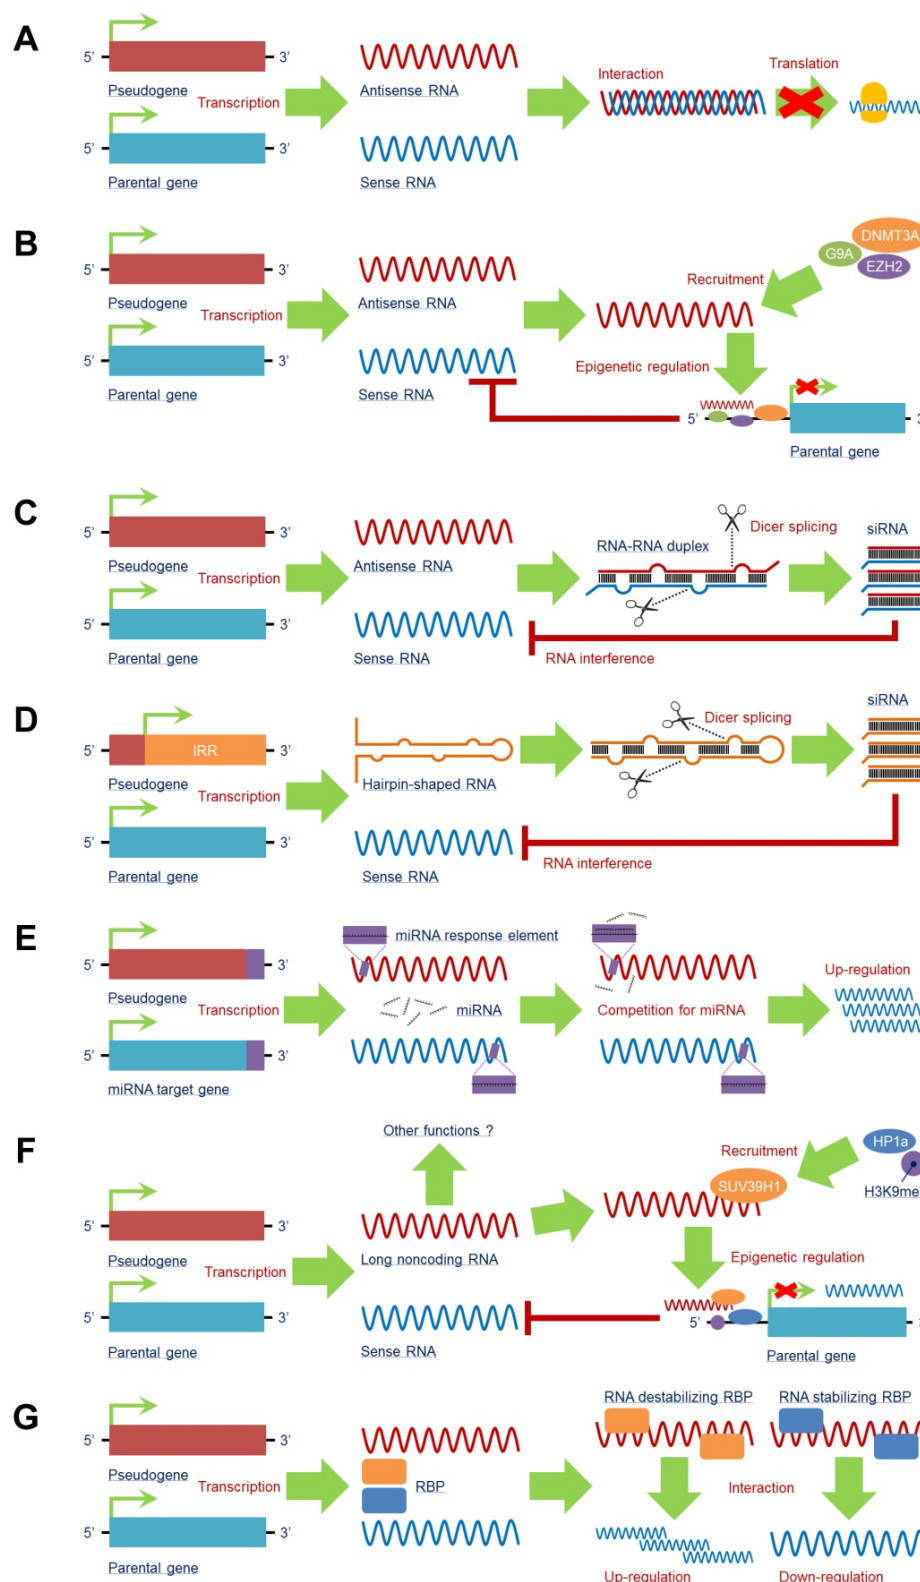 A
5’ 3’
Pseudogene
Transcription
5’ 3’
Parental gene
Antisense RNA
Sense RNA
Interaction
Translation
B
5’ 3’
Pseudogene
Transcription
5’ 3’
Parental gene
Antisense RNA
Sense RNA
DNMT3A
G9A
EZH2
Recruitment
Epigenetic regulation
5’
Parental gene
C
5’ 3’
Pseudogene
Transcription
5’ 3’
Parental gene
Antisense RNA
Sense RNA
RNA-RNA duplex
Dicer splicing
siRNA
RNA interference
D
5’ IRR 3’
Pseudogene
Transcription
5’ 3’
Parental gene
Hairpin-shaped RNA
Sense RNA
Dicer splicing
siRNA
RNA interference
E
5’ 3’
Pseudogene
Transcription
5’ 3’
miRNA target gene
miRNA response element
miRNA
Competition for miRNA
Up-regulation
F
5’ 3’
Pseudogene
Transcription
5’ 3’
Parental gene
Other functions ?
Long noncoding RNA
Sense RNA
Recruitment
HP1a
SUV39H1
H3K9me
Epigenetic regulation
5’
Parental gene
G
5’ 3’
Pseudogene
Transcription
5’ 3’
Parental gene
RBP
RNA destabilizing RBP
RNA stabilizing RBP
Interaction
Up-regulation
Down-regulation